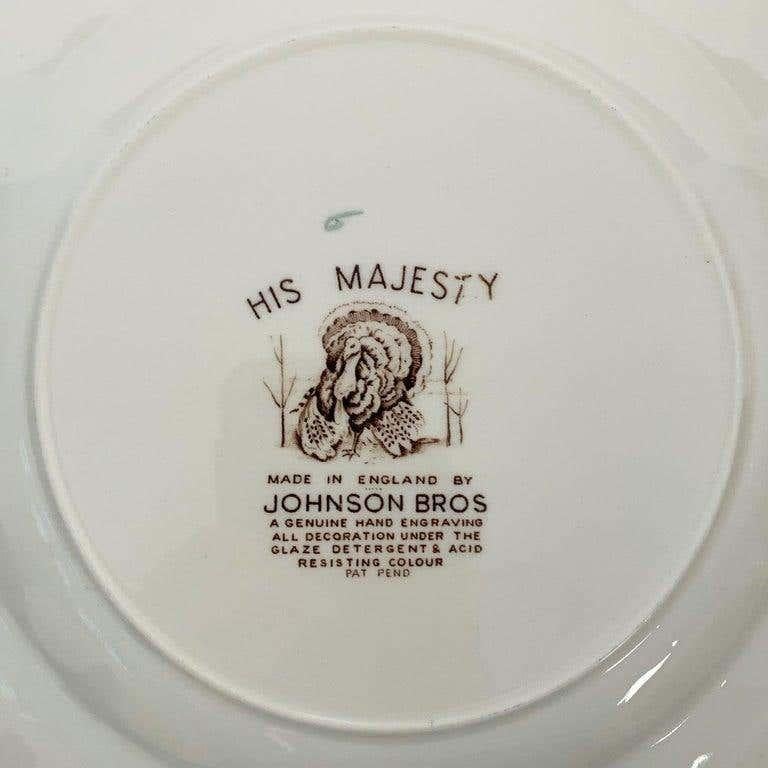 6
HIS MAJESTY
MADE IN ENGLAND BY
JOHNSON BROS
A GENUINE HAND ENGRAVING
ALL DECORATION UNDER THE
GLAZE DETERGENT & ACID
RESISTING COLOUR
PAT PEND